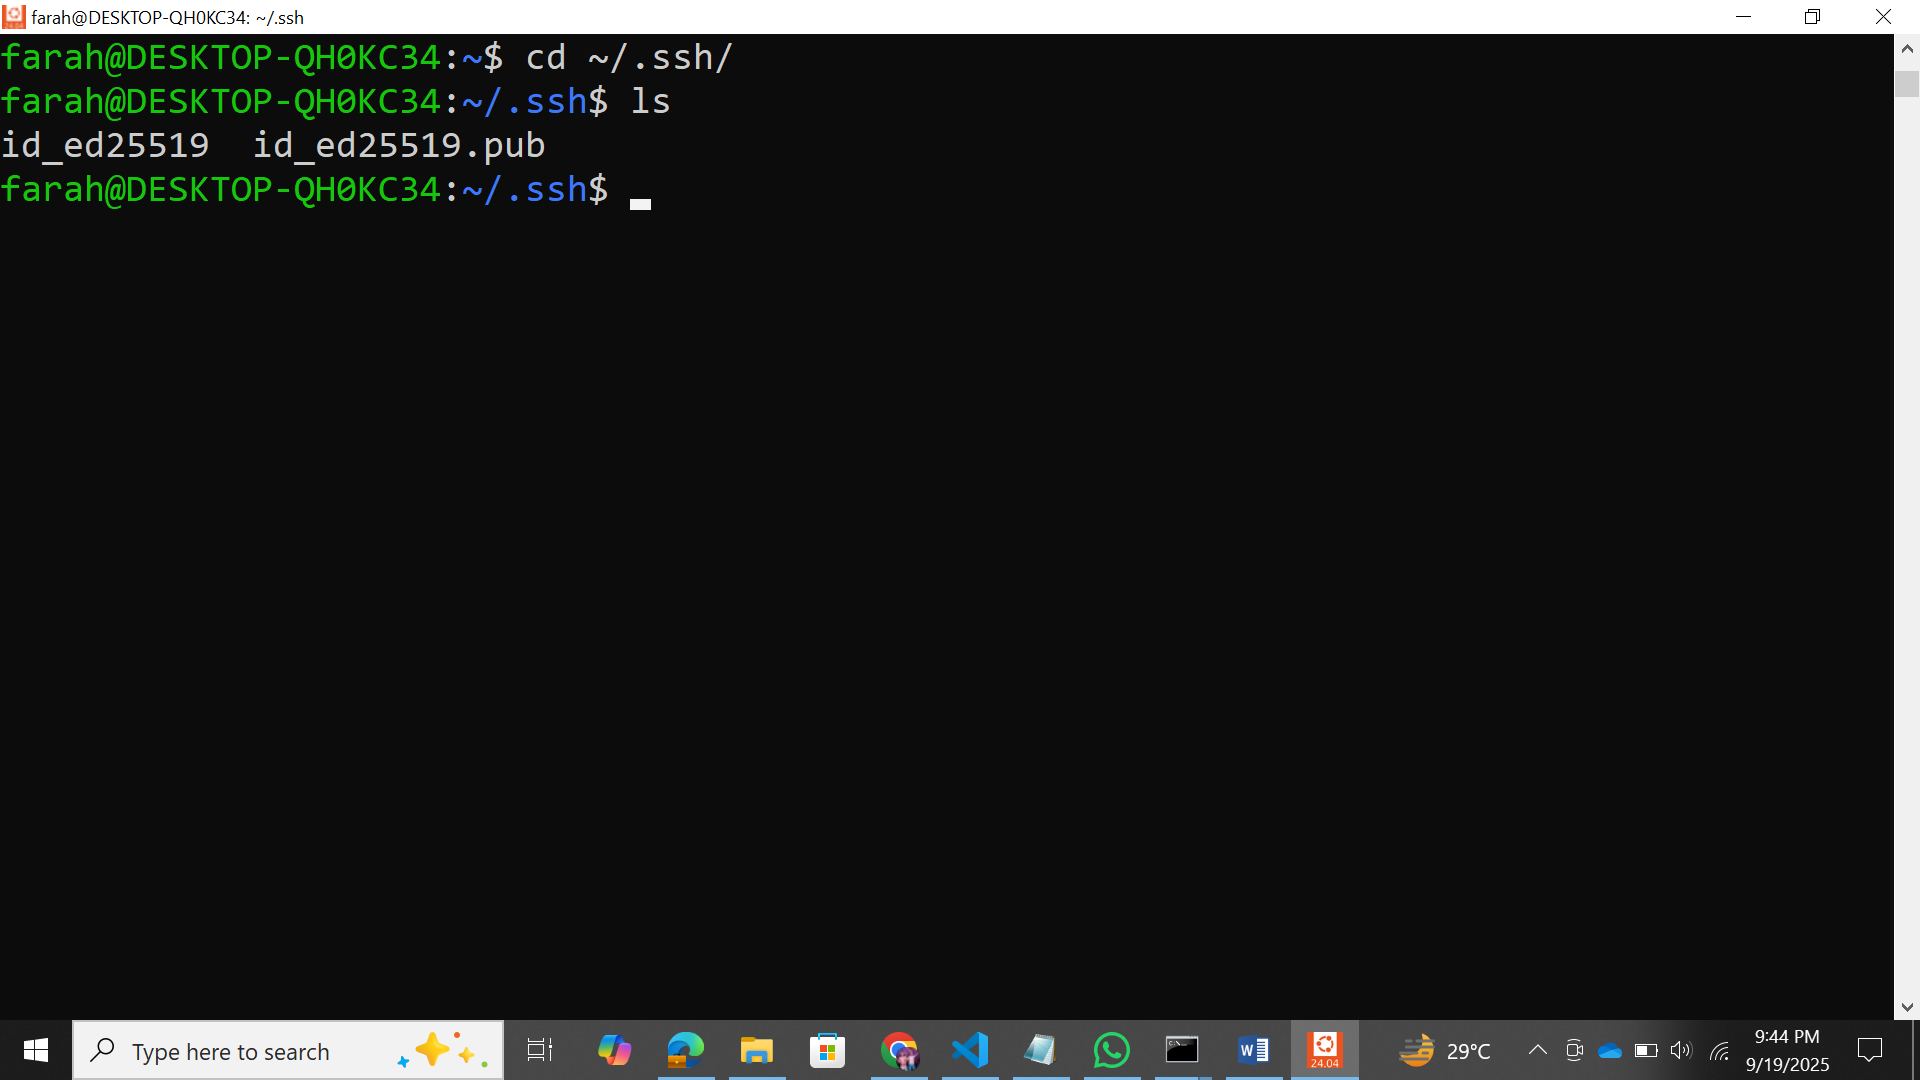 farah@DESKTOP-QH0KC34: ~/.ssh
farah@DESKTOP-QH0KC34:~$ cd ~/.ssh/
farah@DESKTOP-QH0KC34:~/.ssh$ ls
id_ed25519  id_ed25519.pub
farah@DESKTOP-QH0KC34:~/.ssh$
Type here to search
24.04
29°C
9:44 PM
9/19/2025